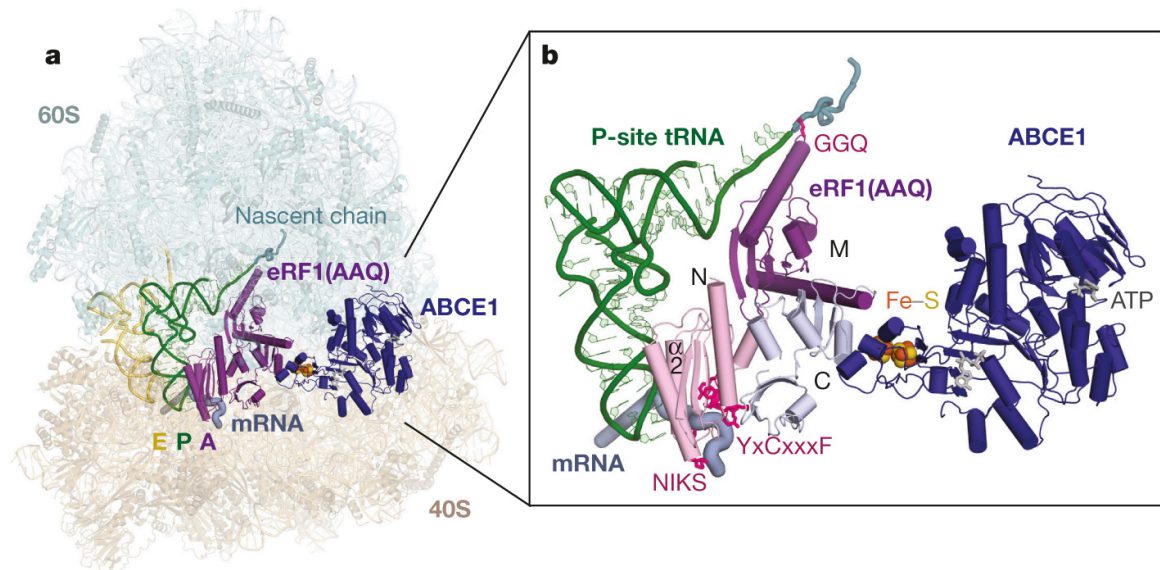 a
60S
Nascent chain
eRF1(AAQ)
ABCE1
mRNA
E P A
40S
b
P-site tRNA
GGQ
ABCE1
eRF1(AAQ)
M
N
Fe–S
ATP
α2
C
mRNA
YxCxxxF
NIKS